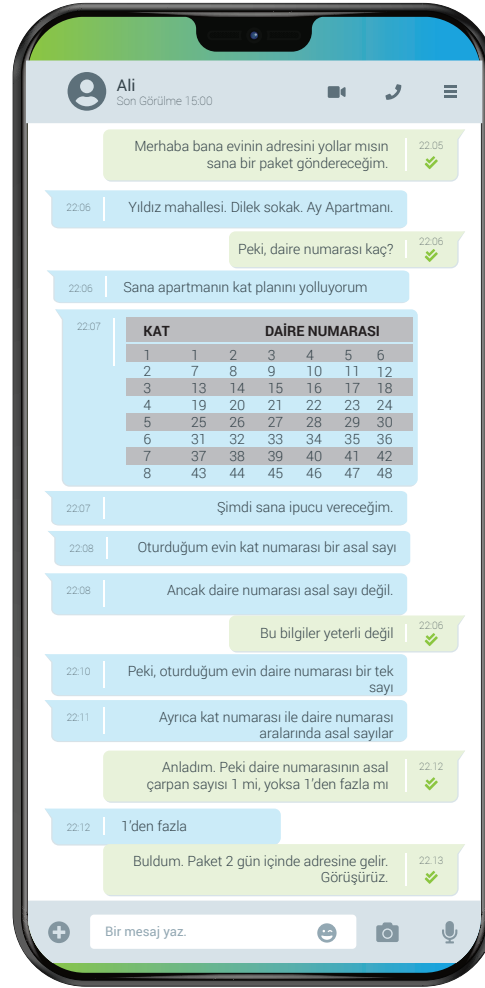 Ali
Son Görülme 15:00
Merhaba bana evinin adresini yollar mısın
sana bir paket göndereceğim.
22.05
22:06
Yıldız mahallesi. Dilek sokak. Ay Apartmanı.
Peki, daire numarası kaç?
22:06
22:06
Sana apartmanın kat planını yolluyorum
22:07
KAT DAİRE NUMARASI
1 1 2 3 4 5 6
2 7 8 9 10 11 12
3 13 14 15 16 17 18
4 19 20 21 22 23 24
5 25 26 27 28 29 30
6 31 32 33 34 35 36
7 37 38 39 40 41 42
8 43 44 45 46 47 48
22:07
Şimdi sana ipucu vereceğim.
22:08
Oturduğum evin kat numarası bir asal sayı
22:08
Ancak daire numarası asal sayı değil.
Bu bilgiler yeterli değil
22:06
22:10
Peki, oturduğum evin daire numarası bir tek
sayı
22:11
Ayrıca kat numarası ile daire numarası
aralarında asal sayılar
Anladım. Peki daire numarasının asal
çarpan sayısı 1 mi, yoksa 1'den fazla mı
22.12
22:12
1'den fazla
Buldum. Paket 2 gün içinde adresine gelir.
Görüşürüz.
22.13
Bir mesaj yaz.